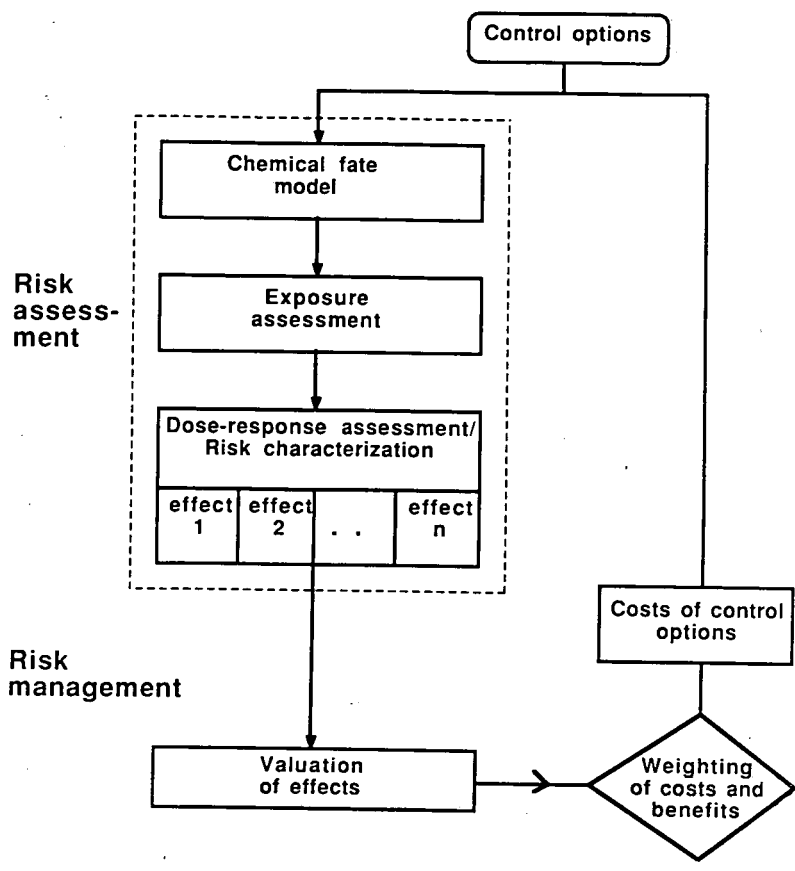 Control options
Chemical fate
model
Risk
assess-
ment
Exposure
assessment
Dose-response assessment/
Risk characterization
effect
1
effect
2
. .
effect
n
Costs of control
options
Risk
management
Valuation
of effects
Weighting
of costs and
benefits